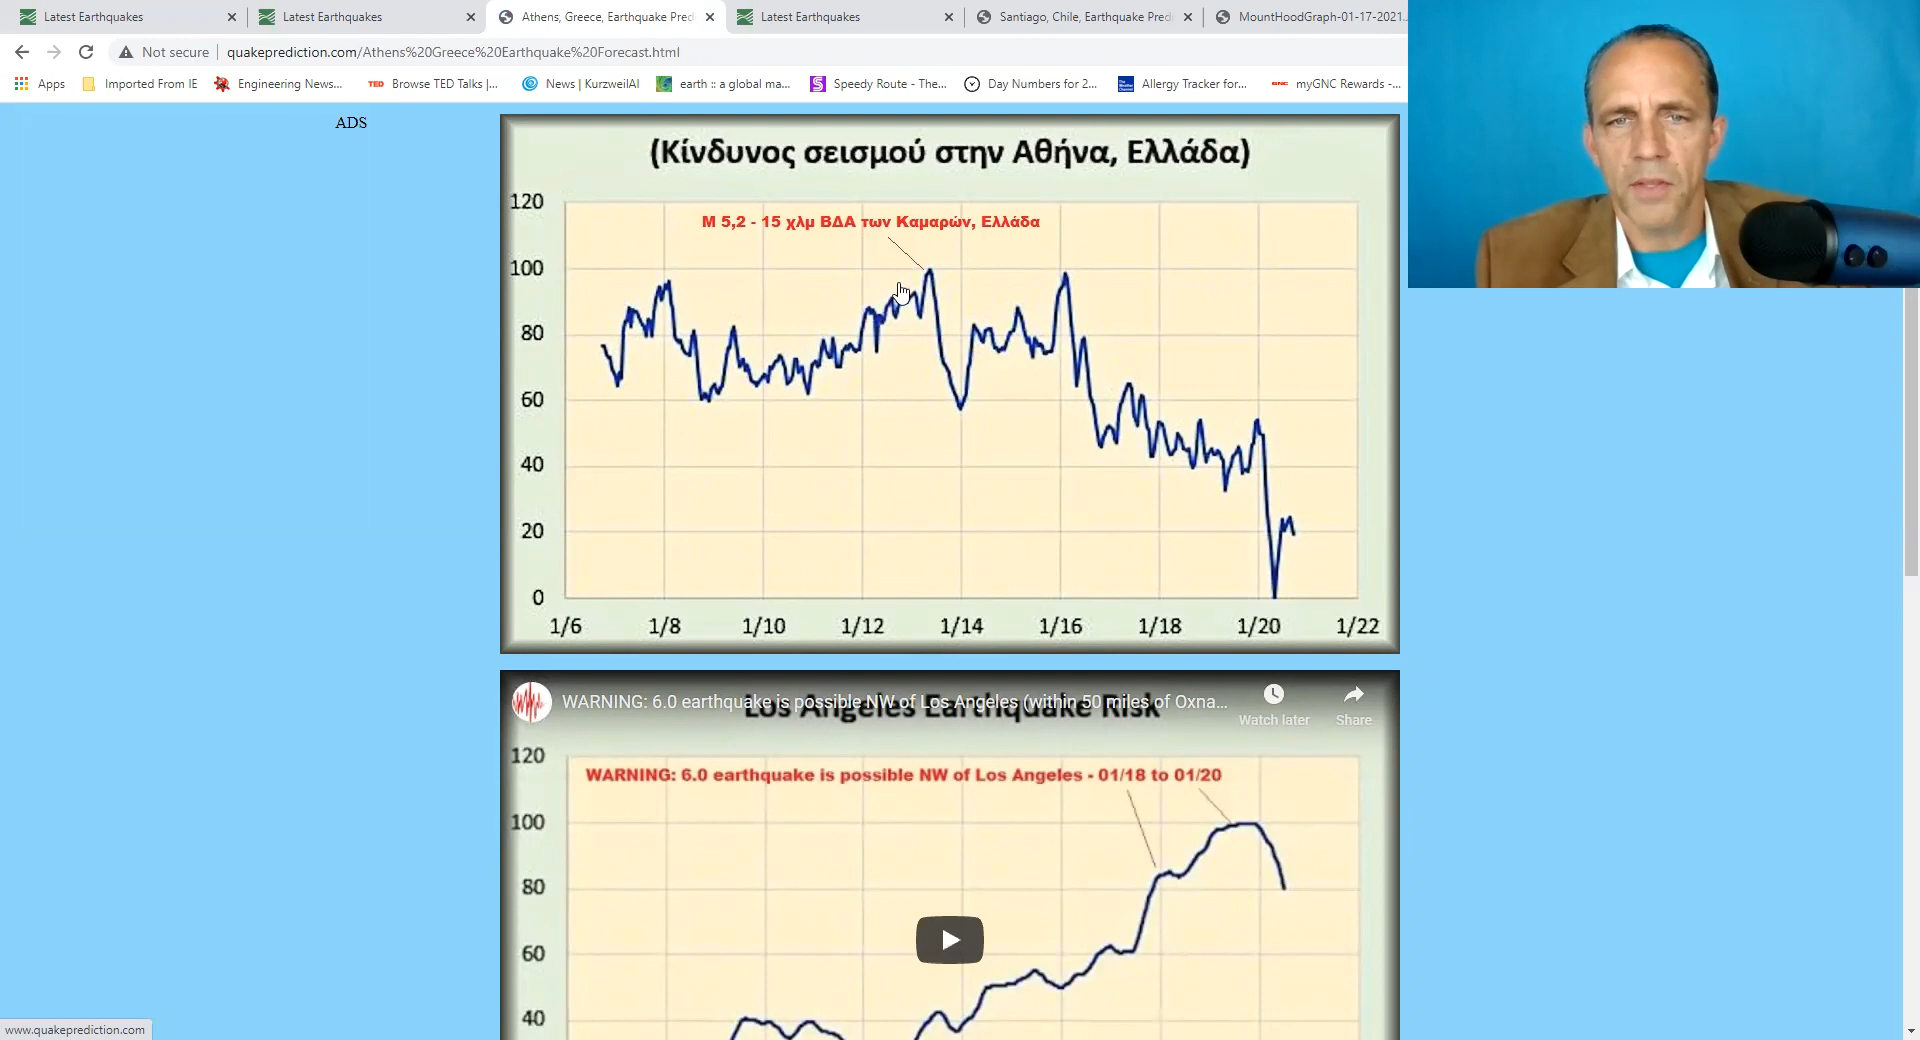 Latest Earthquakes
Latest Earthquakes
Athens, Greece, Earthquake Pred
Latest Earthquakes
Santiago, Chile, Earthquake Pred
MountHoodGraph-01-17-2021...
Not secure
quakeprediction.com/Athens%20Greece%20Earthquake%20Forecast.html
Apps
Imported From IE
Engineering News...
TED
Browse TED Talks |...
News | KurzweilAI
earth :: a global ma...
Speedy Route - The...
Day Numbers for 2...
Allergy Tracker for...
GNC
myGNC Rewards -...
ADS
(Κίνδυνος σεισμού στην Αθήνα, Ελλάδα)
Μ 5,2 - 15 χλμ ΒΔΑ των Καμαρών, Ελλάδα
120
100
80
60
40
20
0
1/6 1/8 1/10 1/12 1/14 1/16 1/18 1/20 1/22
WARNING: 6.0 earthquake is possible NW of Los Angeles (within 50 miles of Oxna...
Los Angeles Earthquake Risk
Watch later
Share
WARNING: 6.0 earthquake is possible NW of Los Angeles - 01/18 to 01/20
120
100
80
60
40
www.quakeprediction.com